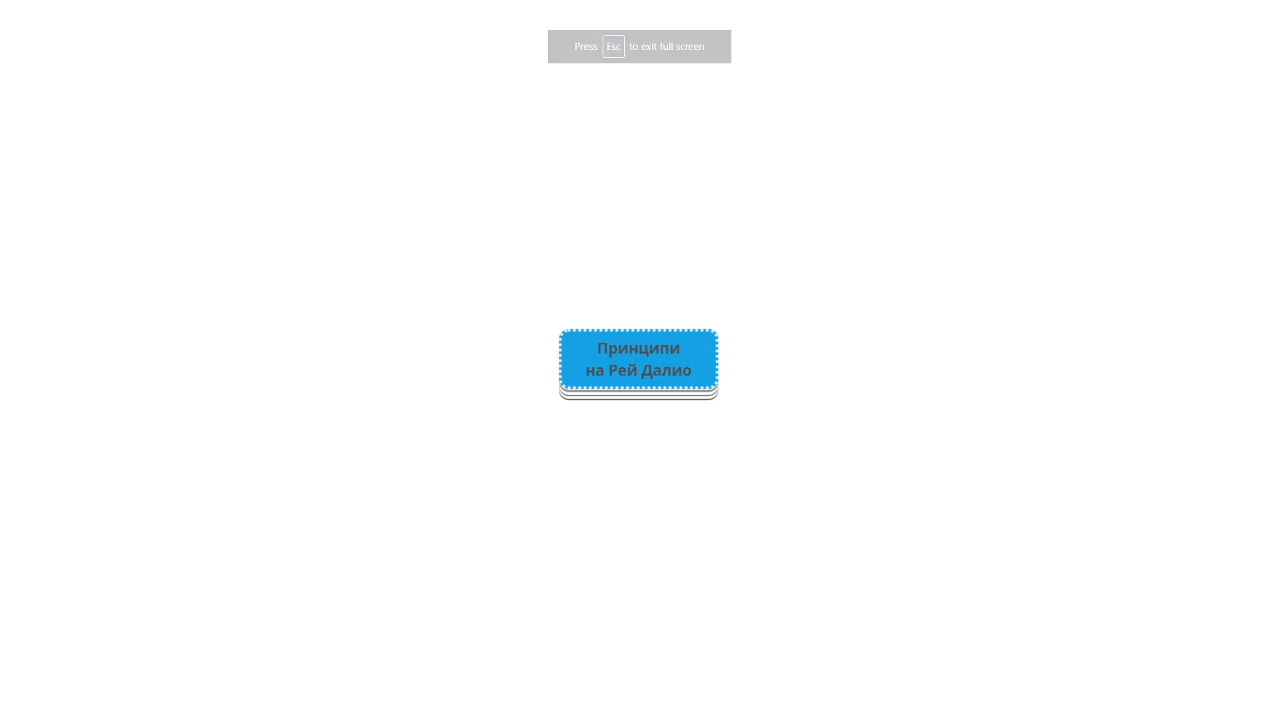 Press Esc to exit full screen
Принципи
на Рей Далио